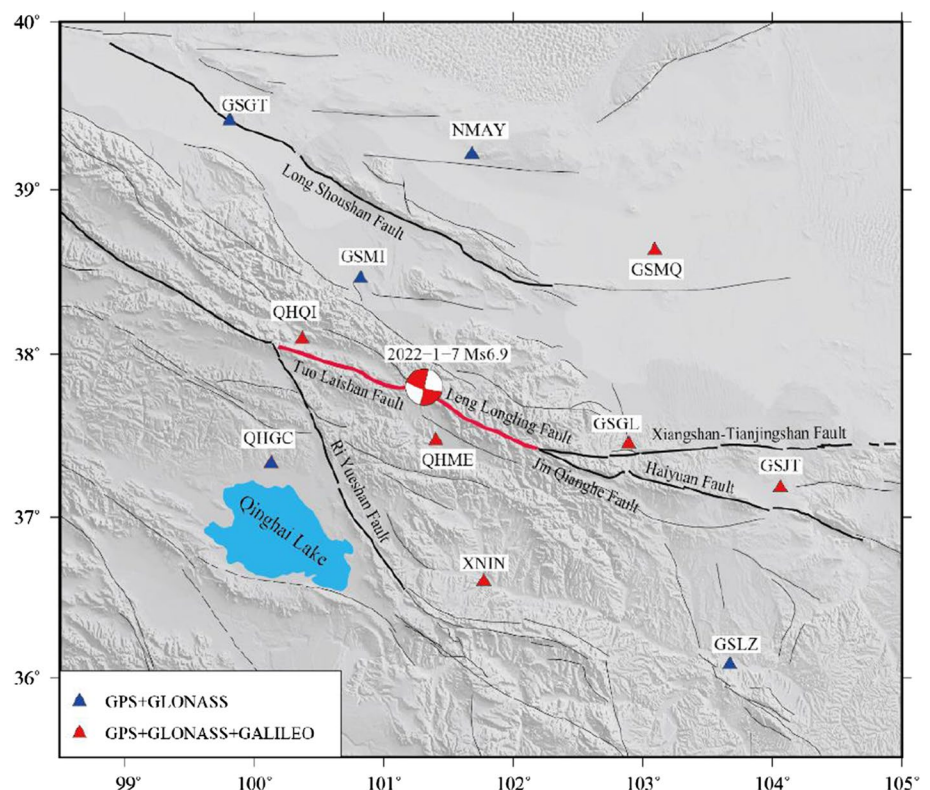 40°
GSGT
NMAY
39°
Long Shoushan Fault
GSMI
GSMQ
QHQI
38°
2022-1-7 Ms6.9
Tuo Laishan Fault
Leng Longling Fault
GSGL
Xiangshan-Tianjingshan Fault
QHGC
QHME
GSJT
Ri Yueshan Fault
Jin Qianghe Fault
Haiyuan Fault
37°
Qinghai Lake
XNIN
GSLZ
36°
GPS+GLONASS
GPS+GLONASS+GALILEO
99° 100° 101° 102° 103° 104° 105°